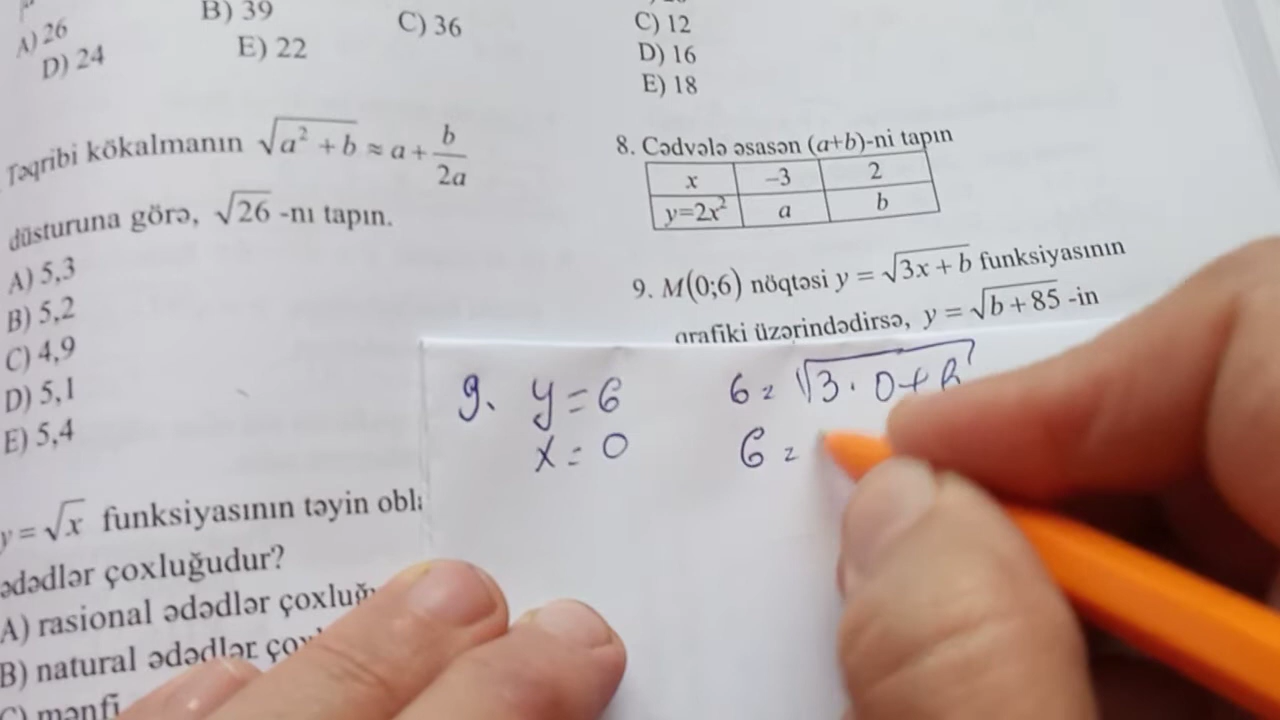 A) 26
B) 39
C) 36
D) 24
E) 22
Təqribi kökalmanın √(a² + b) ≈ a + b/2a
düsturuna görə, √26 -nı tapın.
A) 5,3
B) 5,2
C) 4,9
D) 5,1
E) 5,4
y = √x funksiyasının təyin
ədədlər çoxluğudur?
A) rasional ədədlər
B) natural ədədlər
C) mənfi
C) 12
D) 16
E) 18
8. Cədvələ əsasən (a+b)-ni tapın
x –3 2
y=2x² a b
9. M(0;6) nöqtəsi y = √(3x + b) funksiyasının
qrafiki üzərindədirsə, y = √(b + 85) -in
9. y = 6 6 = √(3 · 0 + b)
x = 0 6 =